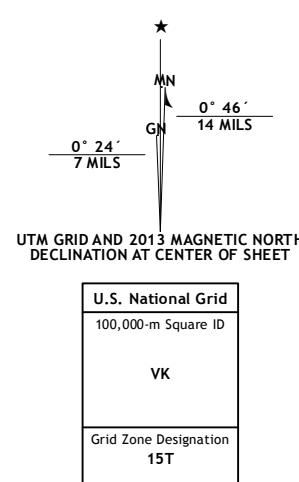 ★
MN
0° 46´
14 MILS
GN
0° 24´
7 MILS
UTM GRID AND 2013 MAGNETIC NORTH
DECLINATION AT CENTER OF SHEET
U.S. National Grid
100,000-m Square ID
VK
Grid Zone Designation
15T